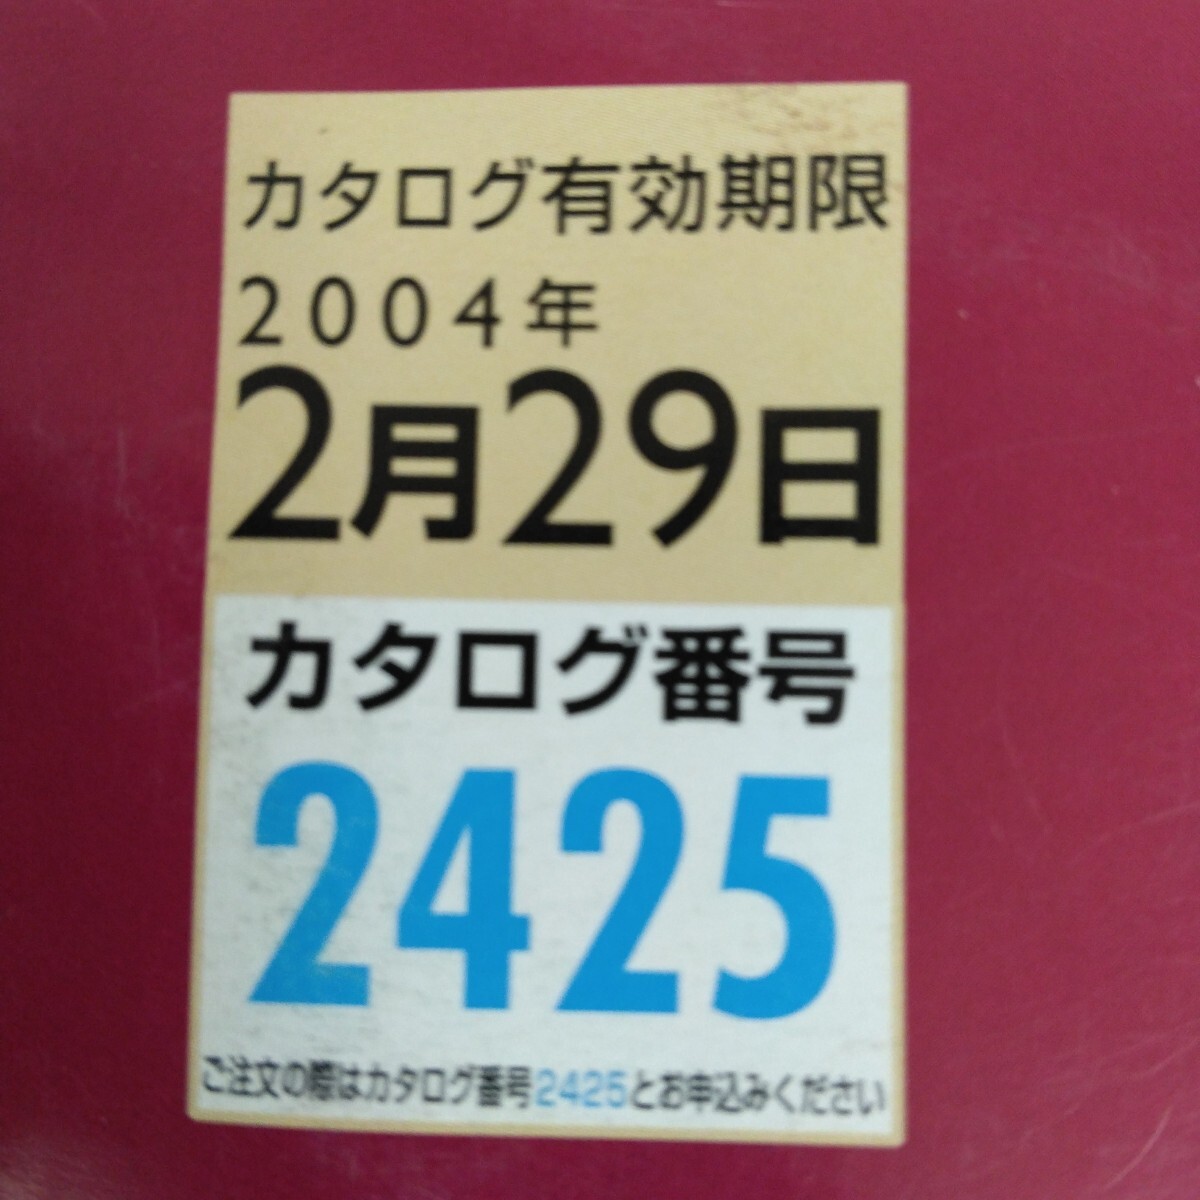 カタログ有効期限
2004年
2月29日
カタログ番号
2425
ご注文の際はカタログ番号2425とお申込みください